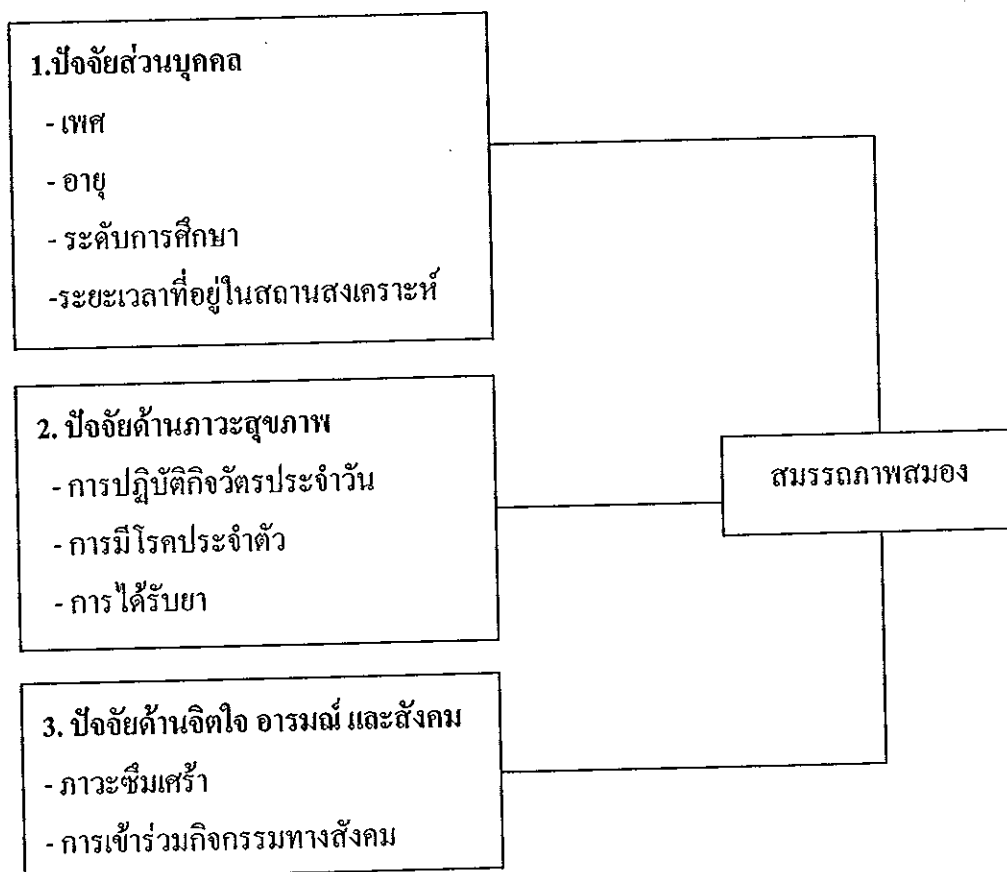 1.ปัจจัยส่วนบุคคล
- เพศ
- อายุ
- ระดับการศึกษา
-ระยะเวลาที่อยู่ในสถานสงเคราะห์
2. ปัจจัยด้านภาวะสุขภาพ
- การปฏิบัติกิจวัตรประจำวัน
- การมีโรคประจำตัว
- การได้รับยา
สมรรถภาพสมอง
3. ปัจจัยด้านจิตใจ อารมณ์ และสังคม
- ภาวะซึมเศร้า
- การเข้าร่วมกิจกรรมทางสังคม